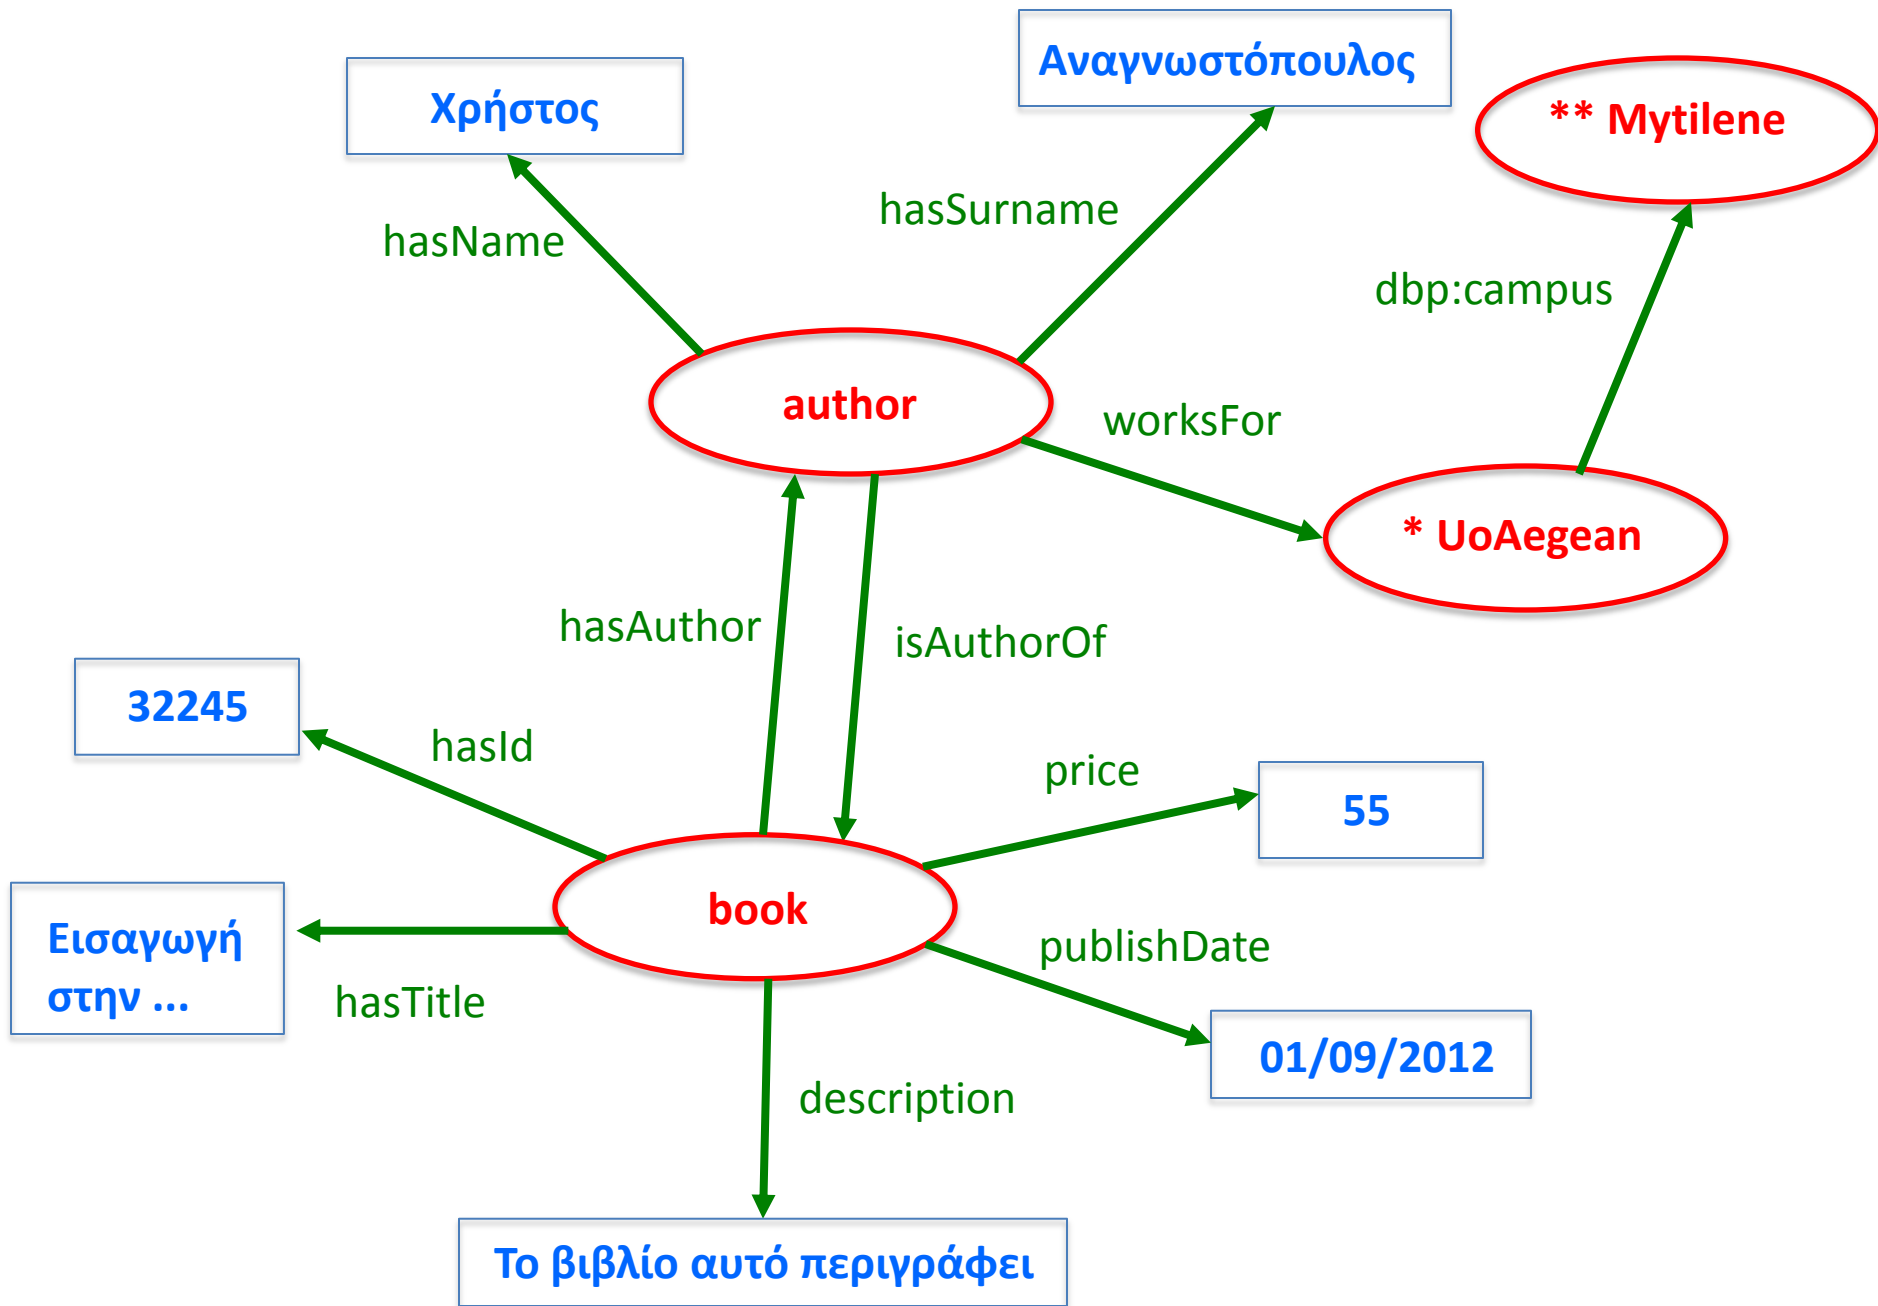 Αναγνωστόπουλος
Χρήστος
** Mytilene
hasSurname
hasName
dbp:campus
author
worksFor
* UoAegean
hasAuthor
isAuthorOf
32245
hasId
price
55
book
Εισαγωγή
στην ...
publishDate
hasTitle
01/09/2012
description
Το βιβλίο αυτό περιγράφει